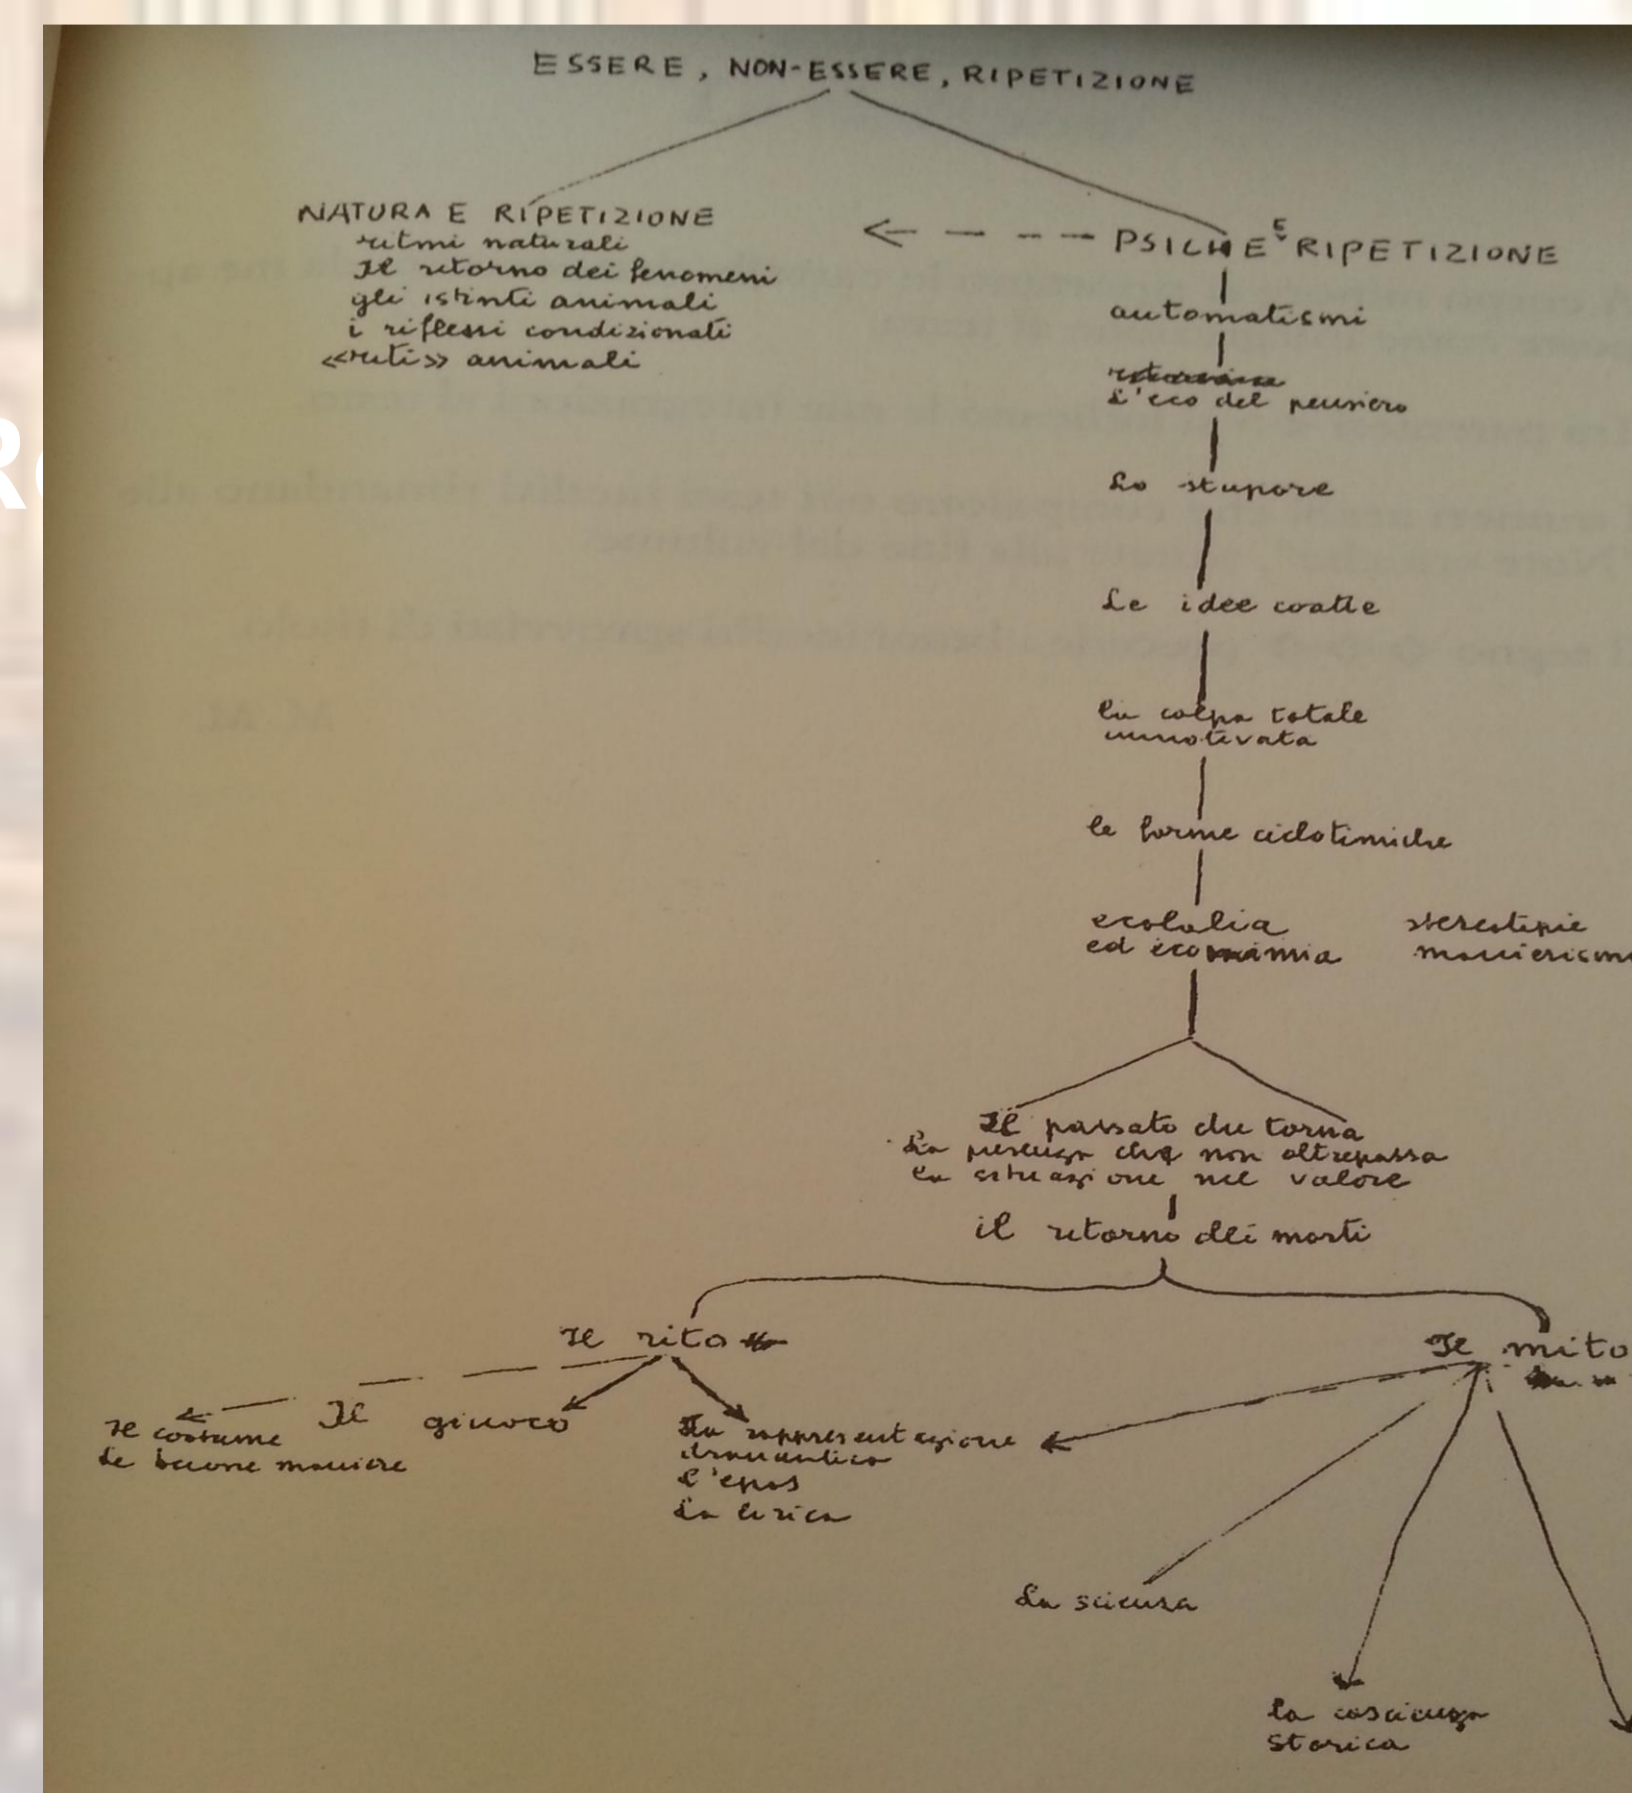 ESSERE, NON-ESSERE, RIPETIZIONE
NATURA E RIPETIZIONE
ritmi naturali
Il ritorno dei fenomeni
gli istinti animali
i riflessi condizionati
«riti» animali
PSICHE E RIPETIZIONE
automatismi
L'eco del pensiero
Lo stupore
Le idee coatte
la colpa totale
immotivata
le forme ciclotimiche
ecolalia
ed ecomimia
stereotipie
manierism
Il passato che torna
La presenza che non oltrepassa
la situazione nel valore
il ritorno dei morti
Il rito
Il mito
Il costume
Le buone maniere
Il giuoco
La rappresentazione
drammatica
L'epos
La lirica
La scienza
la coscienza
storica